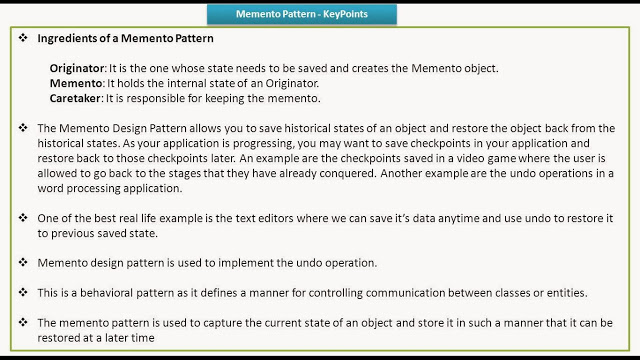 Memento Pattern - KeyPoints
❖ Ingredients of a Memento Pattern
Originator: It is the one whose state needs to be saved and creates the Memento object.
Memento: It holds the internal state of an Originator.
Caretaker: It is responsible for keeping the memento.
❖ The Memento Design Pattern allows you to save historical states of an object and restore the object back from the
historical states. As your application is progressing, you may want to save checkpoints in your application and
restore back to those checkpoints later. An example are the checkpoints saved in a video game where the user is
allowed to go back to the stages that they have already conquered. Another example are the undo operations in a
word processing application.
❖ One of the best real life example is the text editors where we can save it's data anytime and use undo to restore it
to previous saved state.
❖ Memento design pattern is used to implement the undo operation.
❖ This is a behavioral pattern as it defines a manner for controlling communication between classes or entities.
❖ The memento pattern is used to capture the current state of an object and store it in such a manner that it can be
restored at a later time